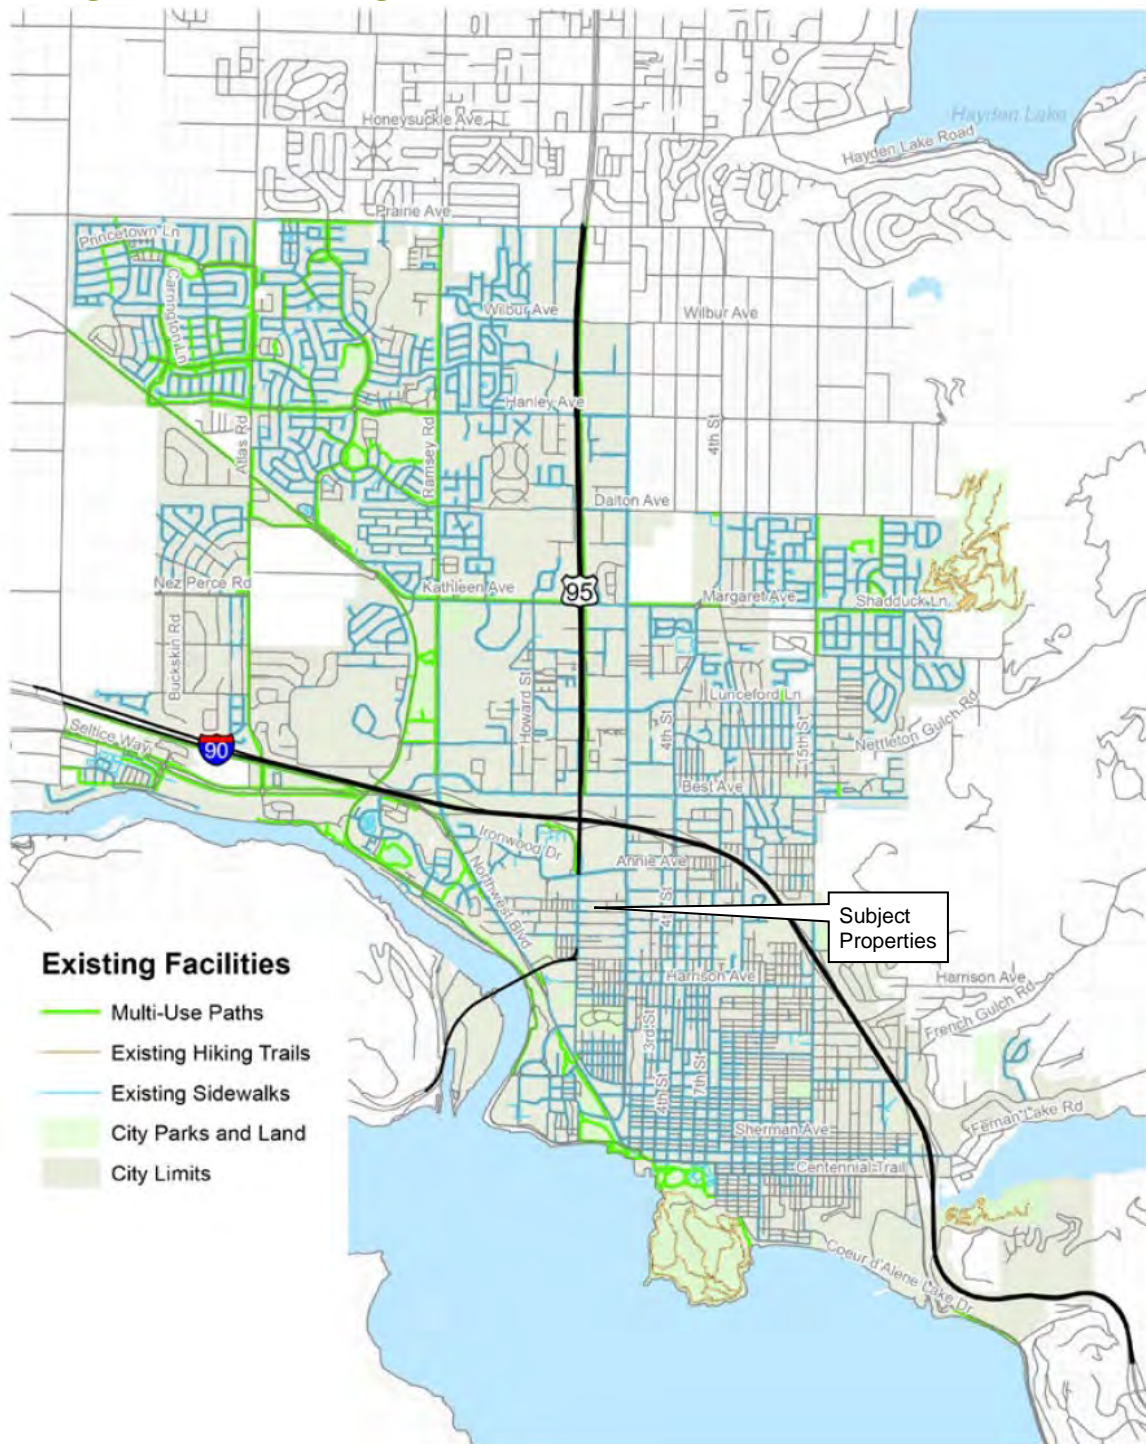 Honeysuckle Ave
Hayden Lake
Hayden Lake Road
Prairie Ave
Princetown Ln
Carrington Ln
Wilbur Ave
Wilbur Ave
Hanley Ave
Atlas Rd
Ramsey Rd
4th St
Dalton Ave
Nez Perce Rd
Kathleen Ave
95
Margaret Ave
Shadduck Ln
Buckskin Rd
Howard St
Lunceford Ln
4th St
15th St
Nettleton Gulch Rd
Seltice Way
90
Best Ave
Ironwood Dr
Annie Ave
Northwest Blvd
4th St
Subject
Properties
Harrison Ave
Harrison Ave
French Gulch Rd
3rd St
4th St
7th St
Fernan Lake Rd
Sherman Ave
Centennial Trail
Coeur d'Alene Lake Dr
Existing Facilities
Multi-Use Paths
Existing Hiking Trails
Existing Sidewalks
City Parks and Land
City Limits